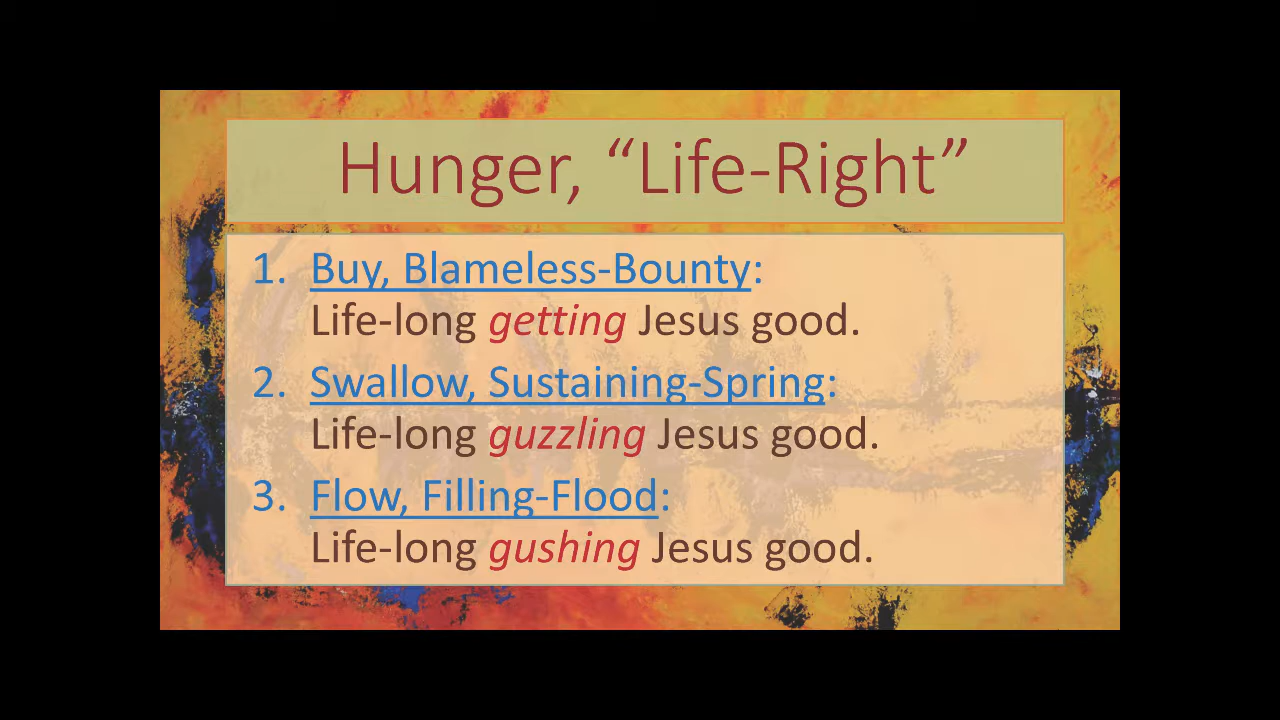 Hunger, “Life-Right”
1. Buy, Blameless-Bounty:
Life-long getting Jesus good.
2. Swallow, Sustaining-Spring:
Life-long guzzling Jesus good.
3. Flow, Filling-Flood:
Life-long gushing Jesus good.